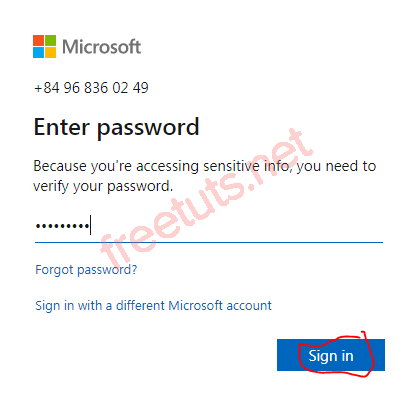 Microsoft
+84 96 836 02 49
Enter password
Because you're accessing sensitive info, you need to
verify your password.
Forgot password?
Sign in with a different Microsoft account
Sign in
freetuts.net